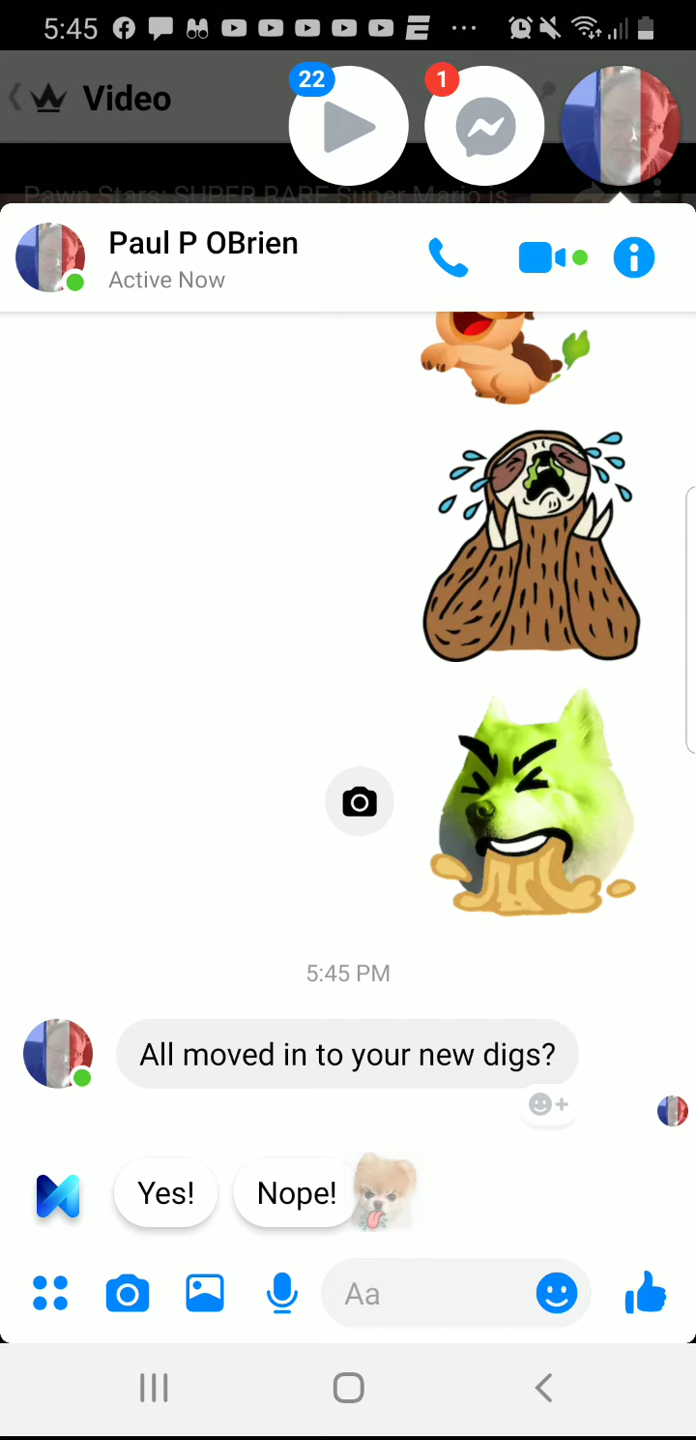 5:45
22
1
Video
Pawn Stars: SUPER RARE Super Mario is
Paul P OBrien
Active Now
5:45 PM
All moved in to your new digs?
Yes!
Nope!
Aa